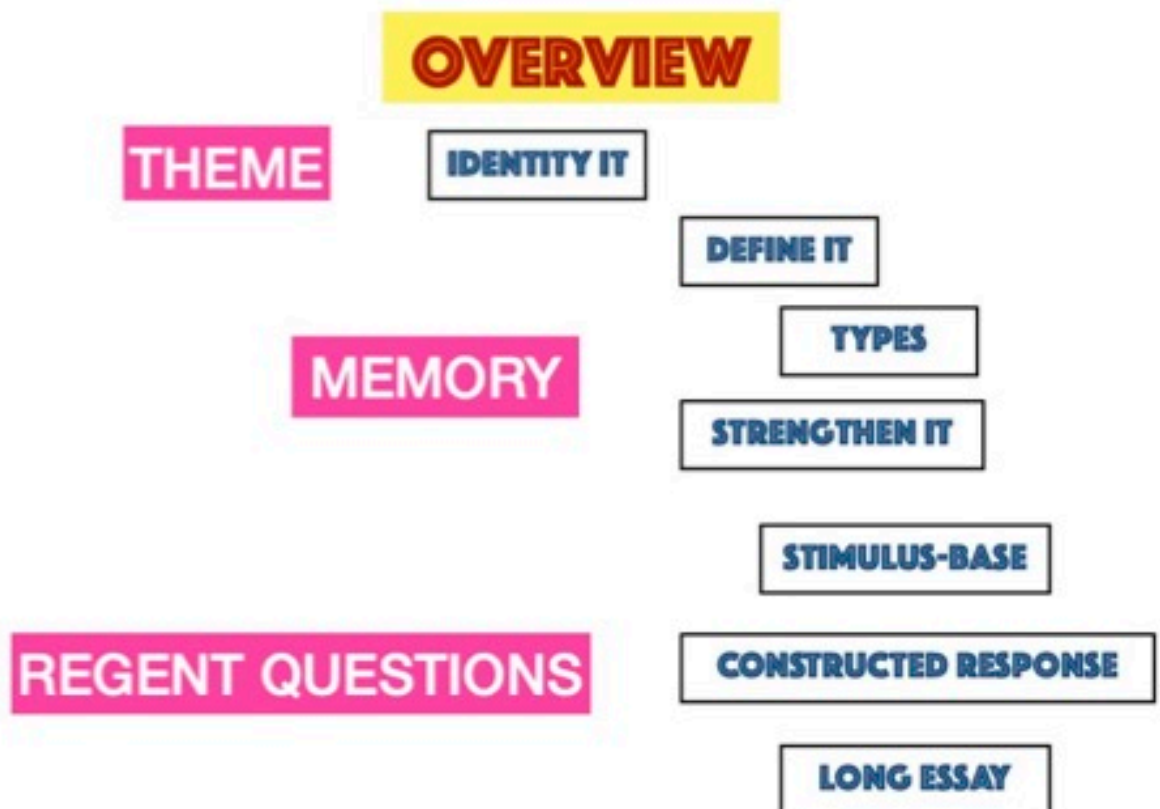 OVERVIEW
THEME
IDENTITY IT
DEFINE IT
TYPES
MEMORY
STRENGTHEN IT
STIMULUS-BASE
REGENT QUESTIONS
CONSTRUCTED RESPONSE
LONG ESSAY